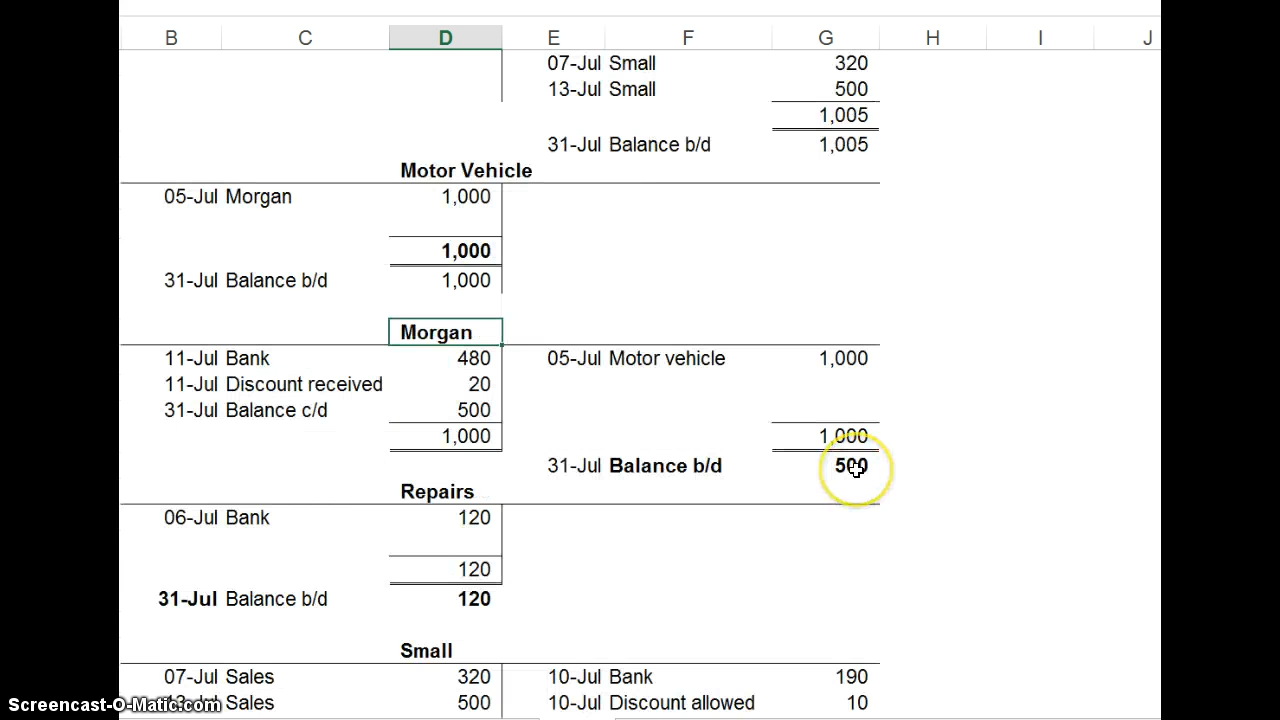 B C D E F G H I J
07-Jul Small 320
13-Jul Small 500
1,005
31-Jul Balance b/d 1,005
Motor Vehicle
05-Jul Morgan 1,000
1,000
31-Jul Balance b/d 1,000
Morgan
11-Jul Bank 480 05-Jul Motor vehicle 1,000
11-Jul Discount received 20
31-Jul Balance c/d 500
1,000 1,000
31-Jul Balance b/d 500
Repairs
06-Jul Bank 120
120
31-Jul Balance b/d 120
Small
07-Jul Sales 320 10-Jul Bank 190
Sales 500 10-Jul Discount allowed 10
Screencast-O-Matic.com